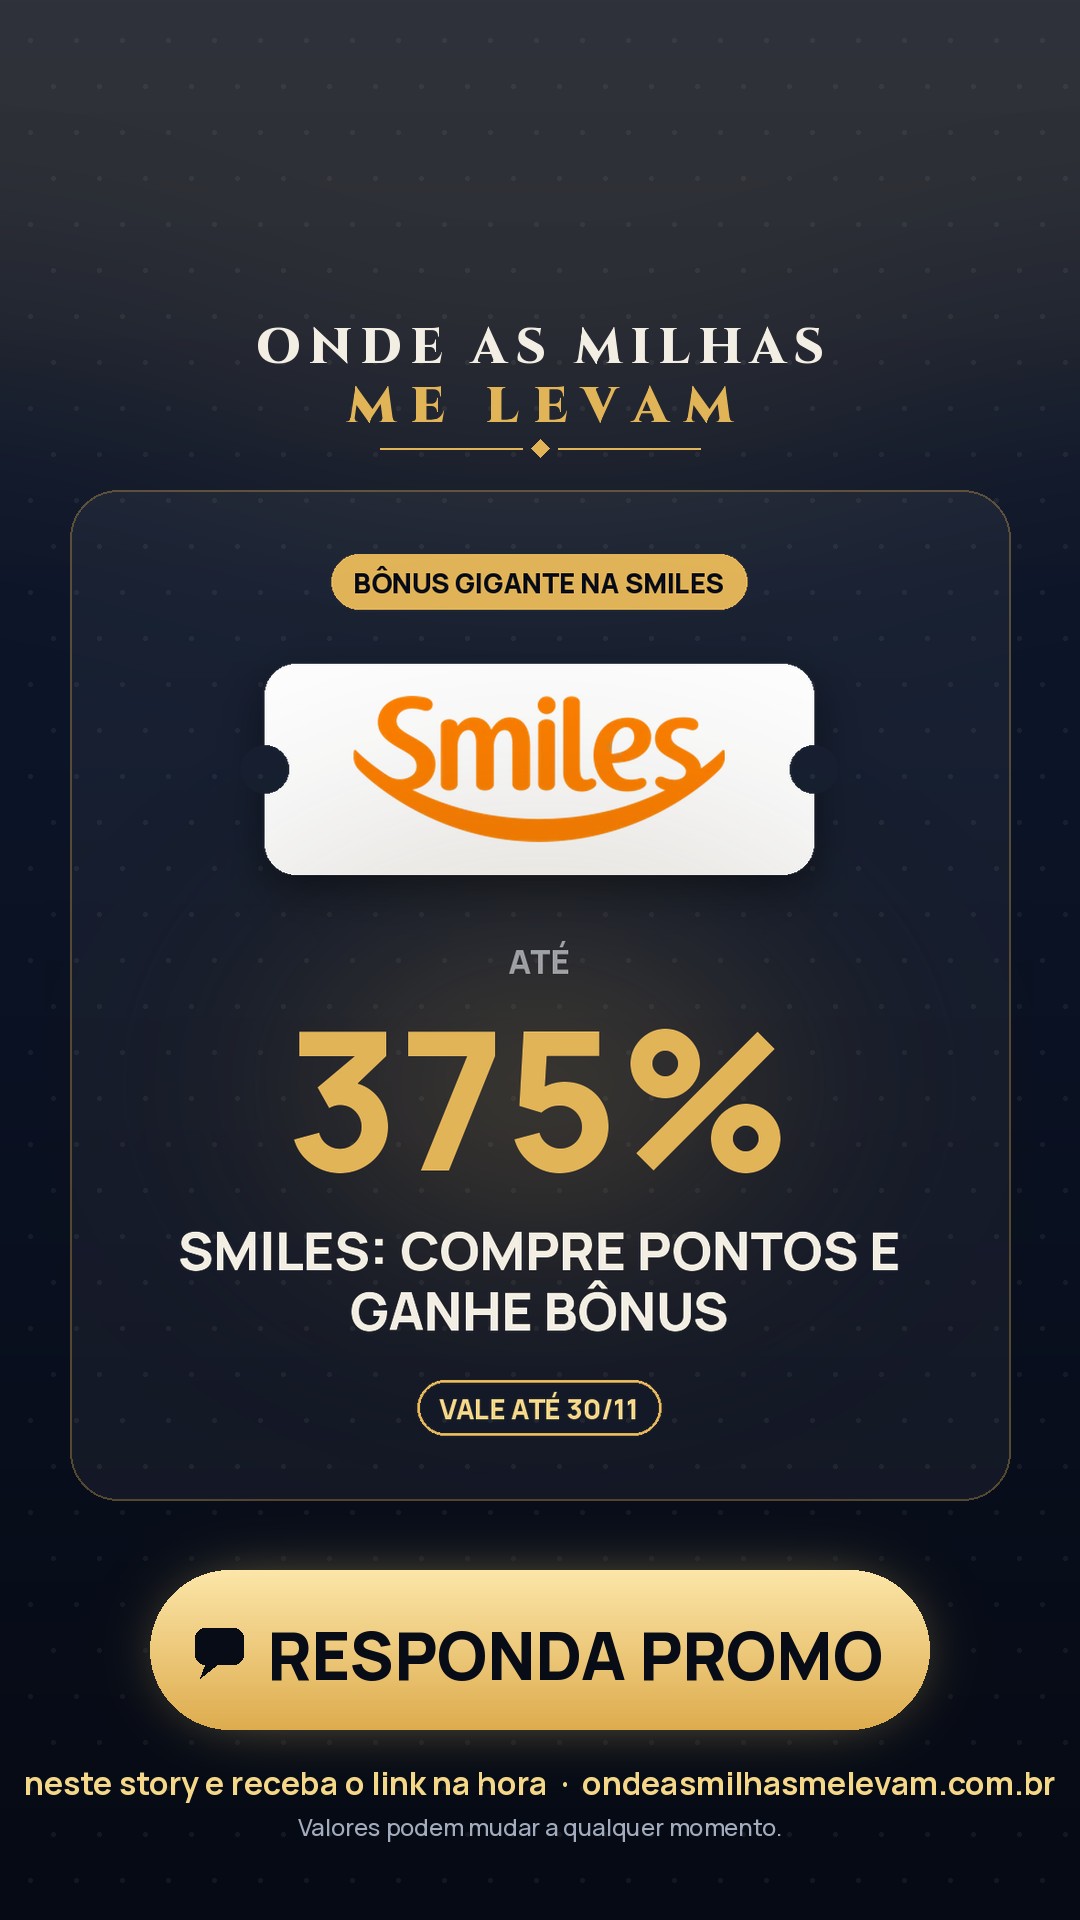 ONDE AS MILHAS
ME LEVAM
BÔNUS GIGANTE NA SMILES
Smiles
ATÉ
375%
SMILES: COMPRE PONTOS E
GANHE BÔNUS
VALE ATÉ 30/11
RESPONDA PROMO
neste story e receba o link na hora · ondeasmilhasmelevam.com.br
Valores podem mudar a qualquer momento.